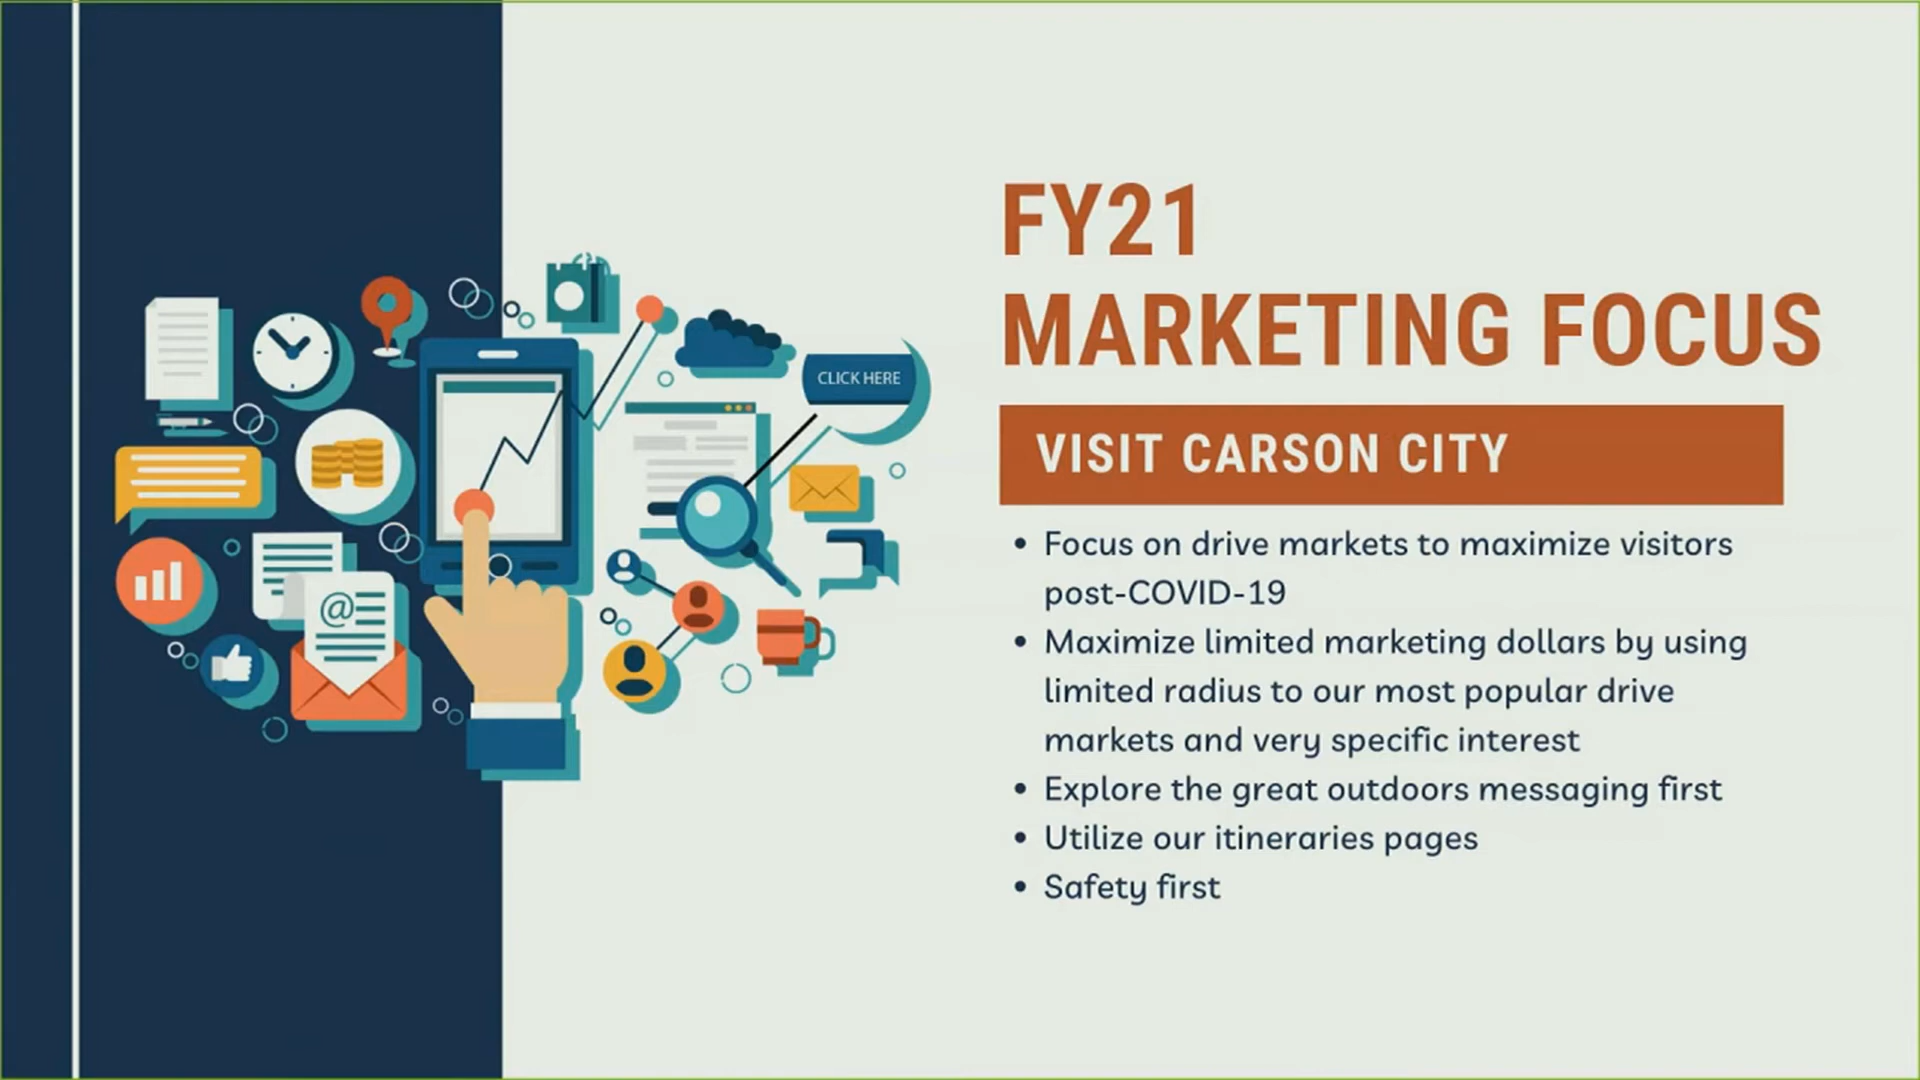 FY21
MARKETING FOCUS
VISIT CARSON CITY
• Focus on drive markets to maximize visitors
post-COVID-19
• Maximize limited marketing dollars by using
limited radius to our most popular drive
markets and very specific interest
• Explore the great outdoors messaging first
• Utilize our itineraries pages
• Safety first
CLICK HERE
@